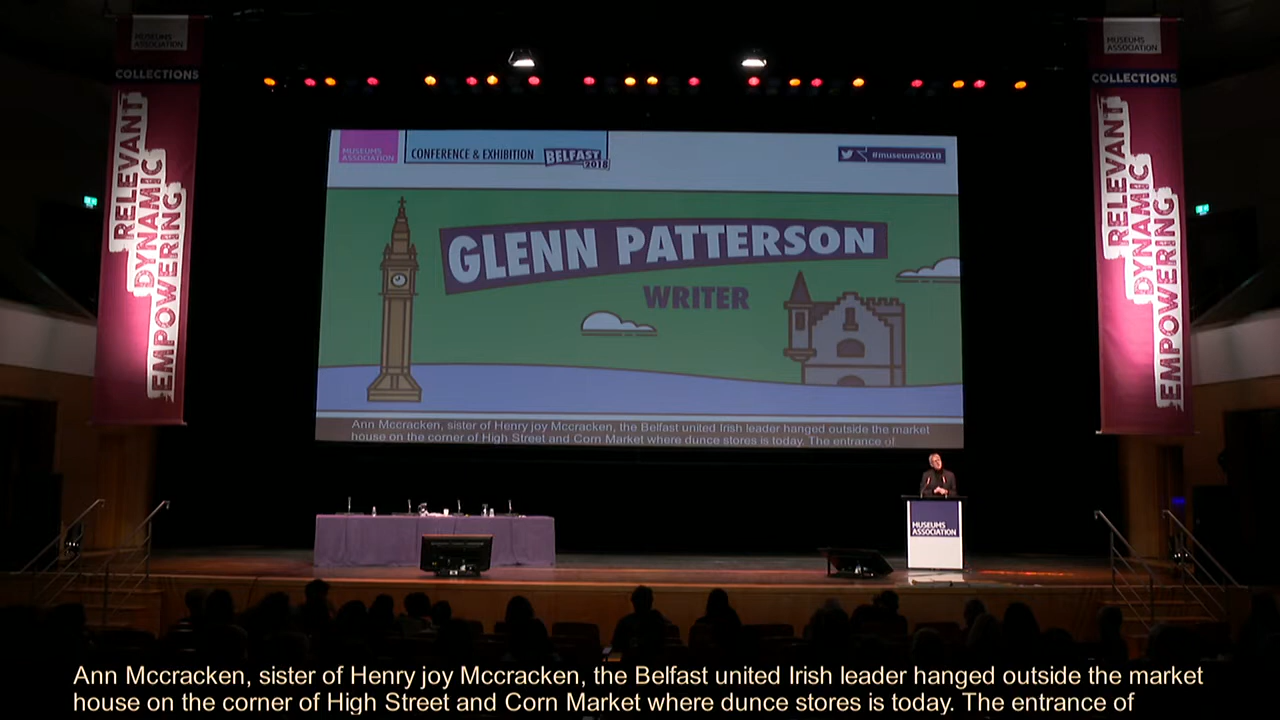 MUSEUMS
ASSOCIATION
COLLECTIONS
RELEVANT
DYNAMIC
EMPOWERING
MUSEUMS
ASSOCIATION
CONFERENCE & EXHIBITION
BELFAST
2018
#museums2018
GLENN PATTERSON
WRITER
Ann Mccracken, sister of Henry joy Mccracken, the Belfast united Irish leader hanged outside the market
house on the corner of High Street and Corn Market where dunce stores is today. The entrance of
MUSEUMS
ASSOCIATION
COLLECTIONS
RELEVANT
DYNAMIC
EMPOWERING
MUSEUMS
ASSOCIATION
Ann Mccracken, sister of Henry joy Mccracken, the Belfast united Irish leader hanged outside the market
house on the corner of High Street and Corn Market where dunce stores is today. The entrance of